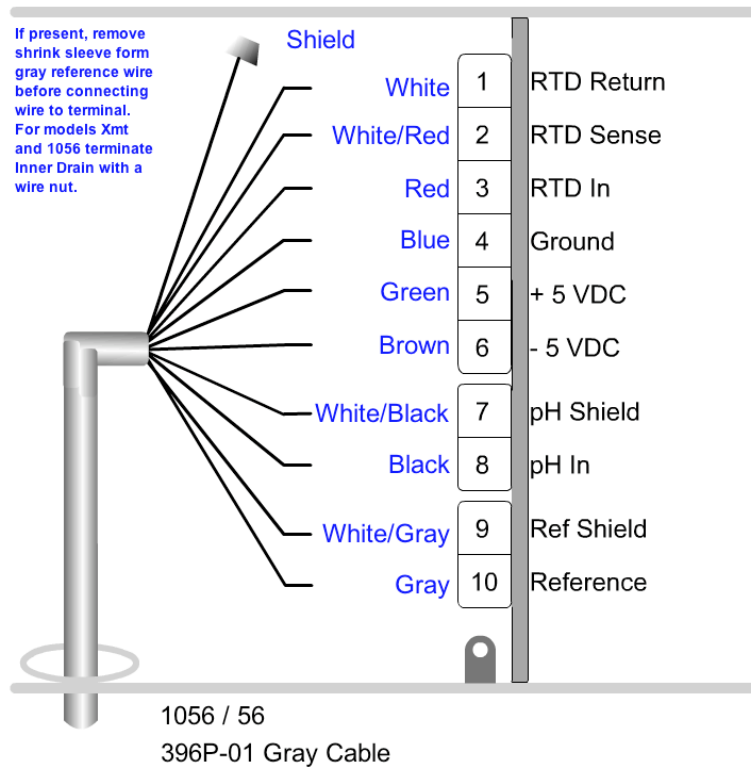 If present, remove
shrink sleeve form
gray reference wire
before connecting
wire to terminal.
For models Xmt
and 1056 terminate
Inner Drain with a
wire nut.
Shield
White 1 RTD Return
White/Red 2 RTD Sense
Red 3 RTD In
Blue 4 Ground
Green 5 + 5 VDC
Brown 6 - 5 VDC
White/Black 7 pH Shield
Black 8 pH In
White/Gray 9 Ref Shield
Gray 10 Reference
1056 / 56
396P-01 Gray Cable